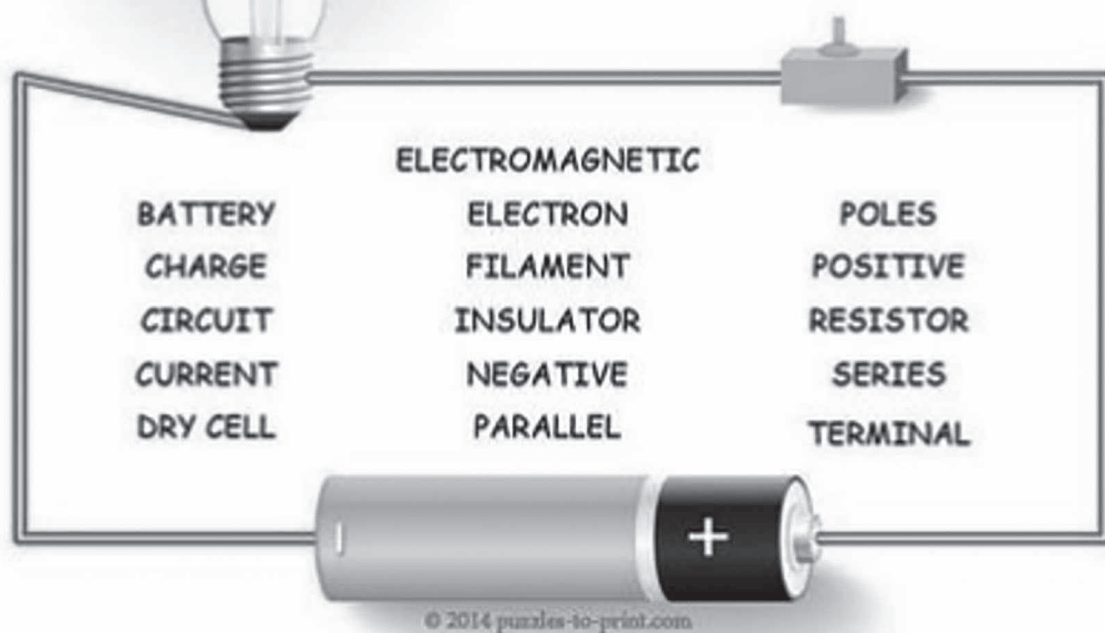 ELECTROMAGNETIC
BATTERY ELECTRON POLES
CHARGE FILAMENT POSITIVE
CIRCUIT INSULATOR RESISTOR
CURRENT NEGATIVE SERIES
DRY CELL PARALLEL TERMINAL
− +
© 2014 puzzles-to-print.com